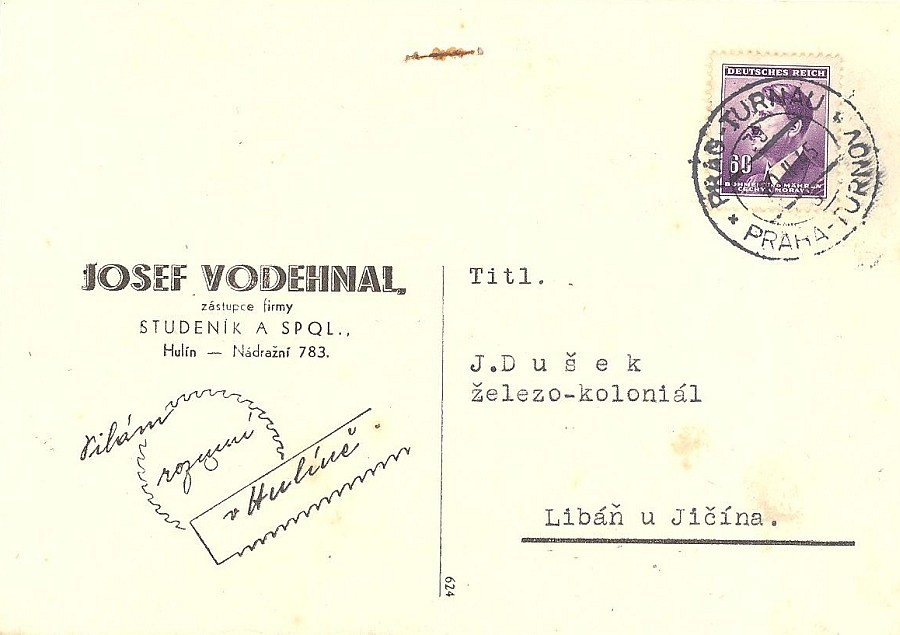 DEUTSCHES REICH
60
BÖHMEN UND MÄHREN
ČECHY A MORAVA
PRAG-TURNAU * PRAHA-TURNOV *
JOSEF VODEHNAL,
zástupce firmy
STUDENÍK A SPOL.,
Hulín — Nádražní 783.
Pilám
rozumí
v Hulíně
Titl.
J.Dušek
železo-koloniál
Libáň u Jičína.
624